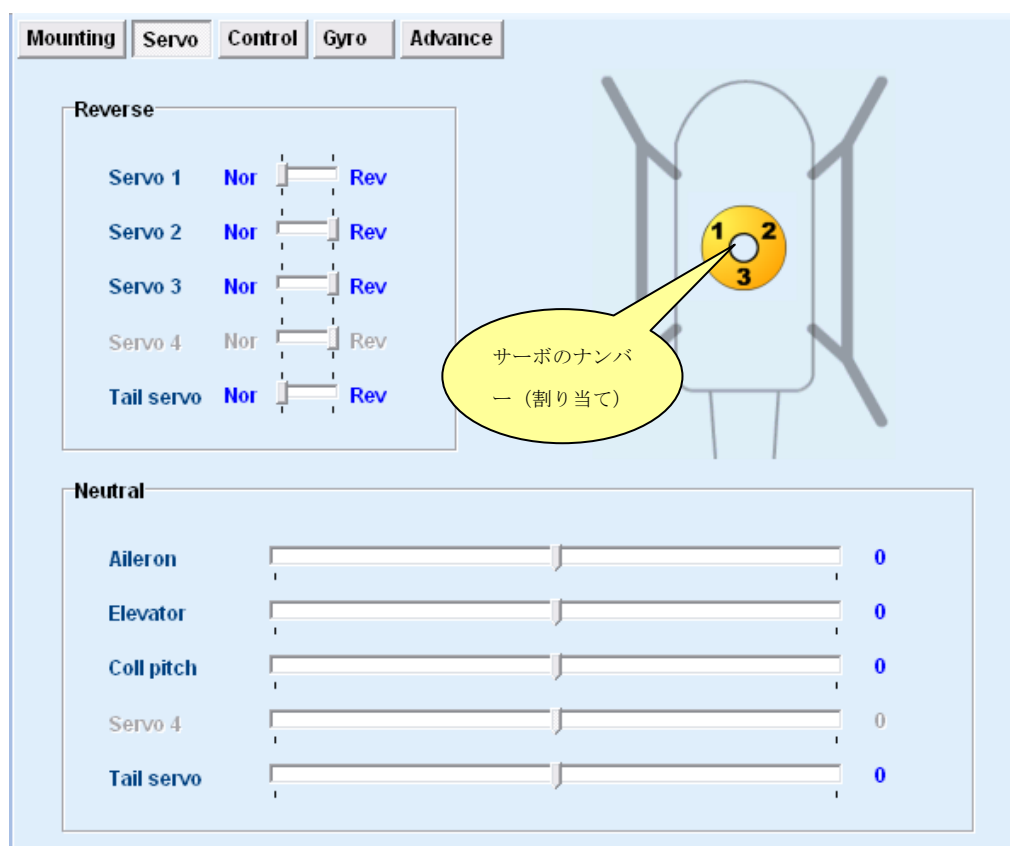 Mounting Servo Control Gyro Advance
Reverse
Servo 1 Nor Rev
Servo 2 Nor Rev
Servo 3 Nor Rev
Servo 4 Nor Rev
Tail servo Nor Rev
1 2
3
サーボのナンバ
ー（割り当て）
Neutral
Aileron 0
Elevator 0
Coll pitch 0
Servo 4 0
Tail servo 0